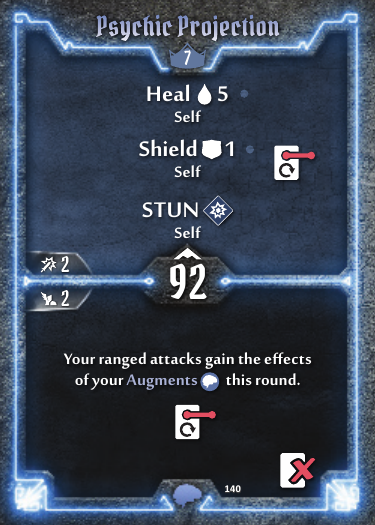 Psychic Projection
7
Heal 5
Self
Shield 1
Self
STUN
Self
2
92
2
Your ranged attacks gain the effects
of your Augments this round.
140